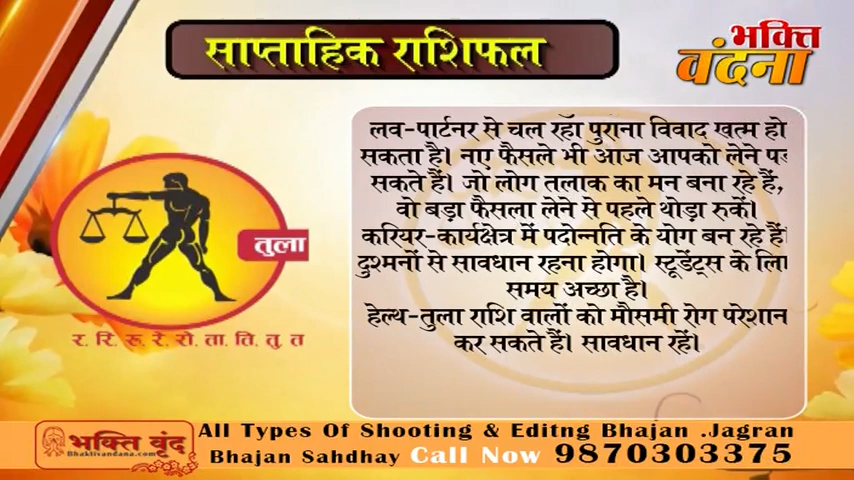 साप्ताहिक राशिफल
भक्ति
वंदना
लव-पार्टनर से चल रहा पुराना विवाद खत्म हो
सकता है। नए फैसले भी आज आपको लेने पड़
सकते हैं। जो लोग तलाक का मन बना रहे हैं,
वो बड़ा फैसला लेने से पहले थोड़ा रुकें।
करियर-कार्यक्षेत्र में पदोन्नति के योग बन रहे हैं।
दुश्मनों से सावधान रहना होगा। स्टूडेंट्स के लिए
समय अच्छा है।
हेल्थ-तुला राशि वालों को मौसमी रोग परेशान
कर सकते हैं। सावधान रहें।
तुला
र. रि. रू. रे. रो. ता. ति. तु. त
भक्ति वृंद
Bhaktivandana.com
All Types Of Shooting & Editng Bhajan .Jagran
Bhajan Sahdhay Call Now 9870303375